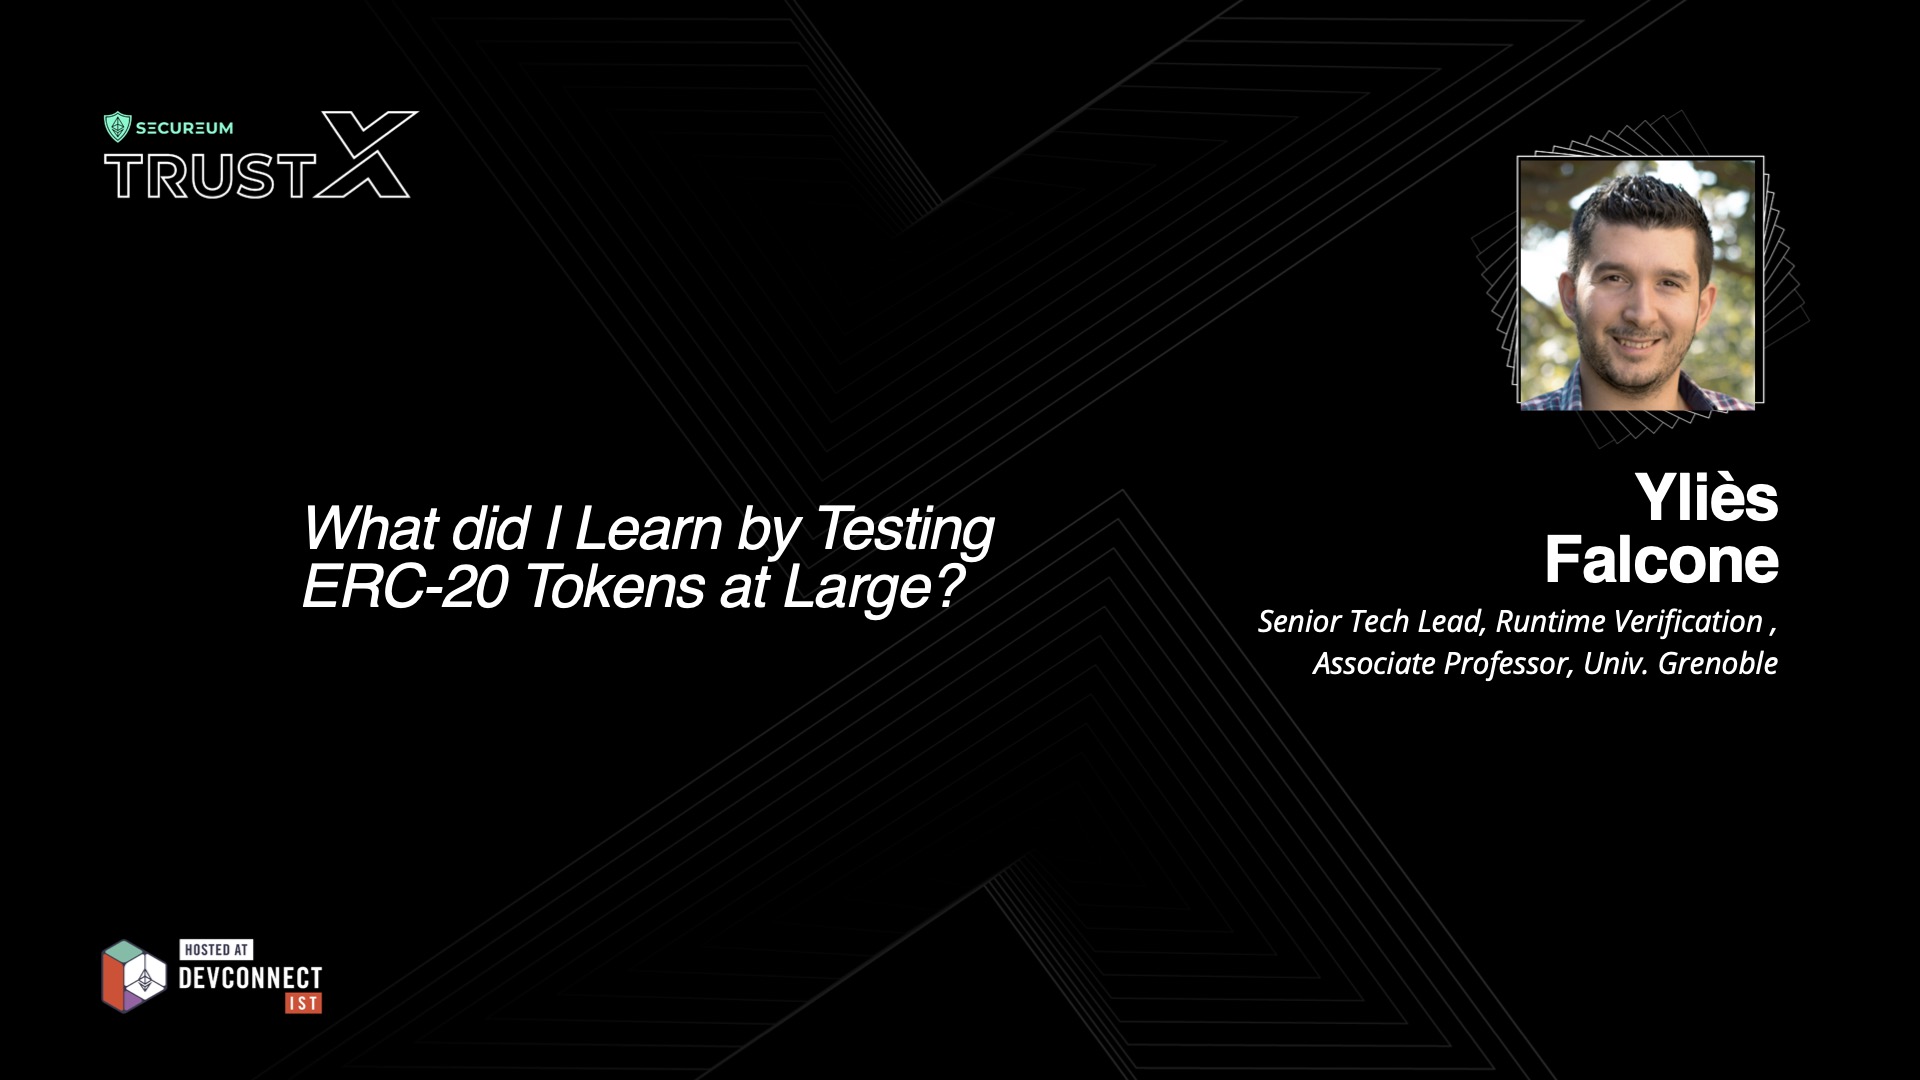 SECUREUM
TRUSTX
What did I Learn by Testing
ERC-20 Tokens at Large?
Yliès
Falcone
Senior Tech Lead, Runtime Verification ,
Associate Professor, Univ. Grenoble
HOSTED AT
DEVCONNECT
IST